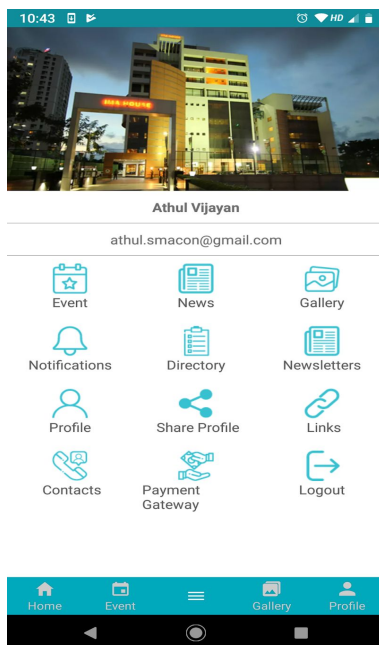 10:43
HD
Athul Vijayan
athul.smacon@gmail.com
Event News Gallery
Notifications Directory Newsletters
Profile Share Profile Links
Contacts Payment Gateway Logout
Home Event Gallery Profile